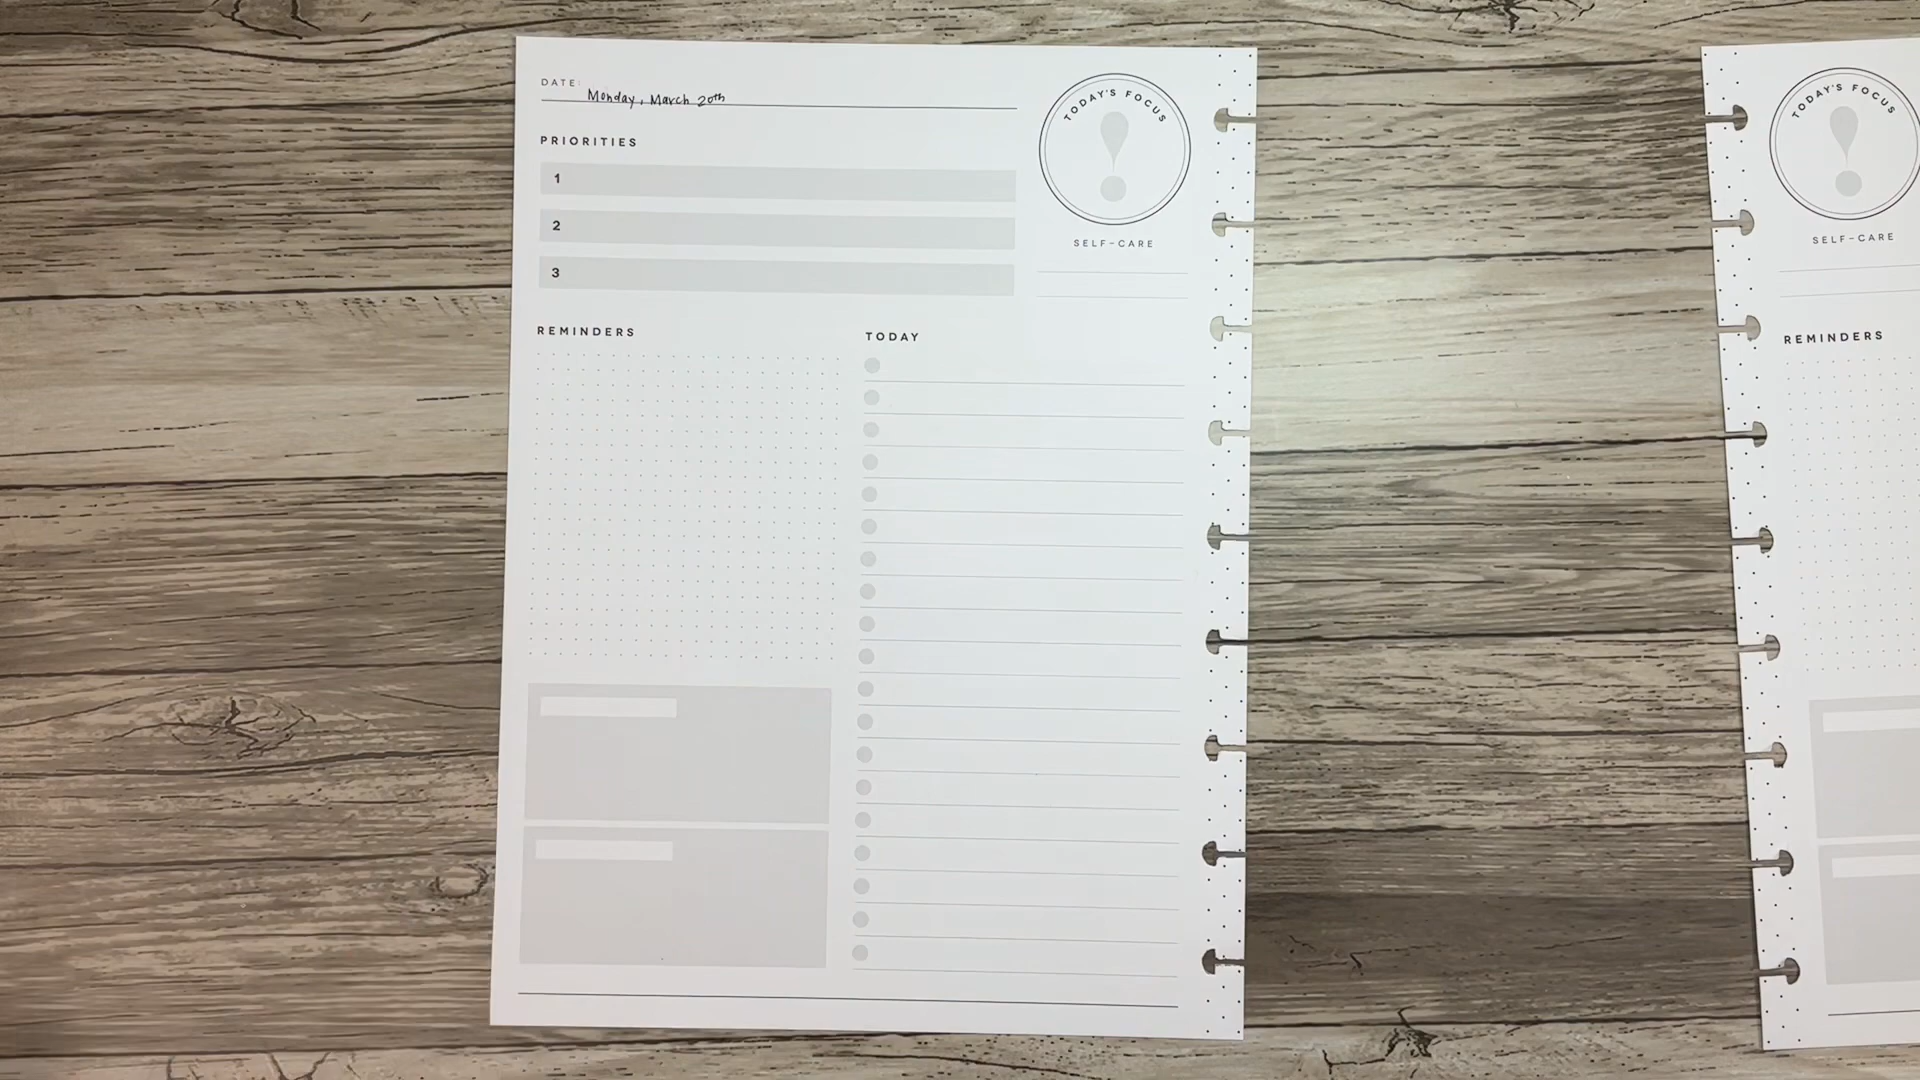 DATE:
Monday, March 20th
PRIORITIES
1
2
3
TODAY'S FOCUS
SELF-CARE
REMINDERS
TODAY
TODAY'S FOCUS
SELF-CARE
REMINDERS